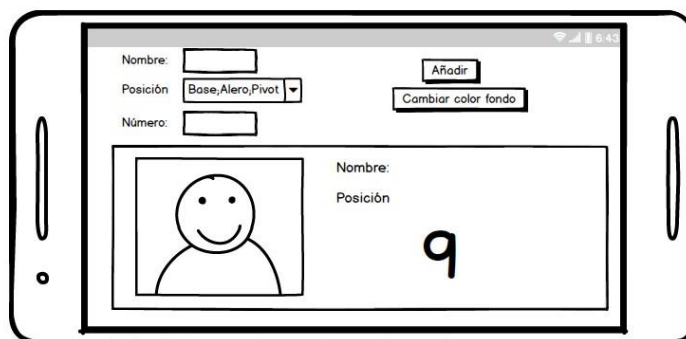 6:43
Nombre:
Añadir
Posición
Base;Alero;Pivot
Cambiar color fondo
Número:
Nombre:
Posición
9